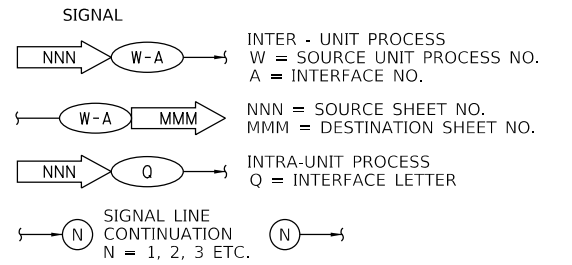 SIGNAL
NNN W-A
INTER - UNIT PROCESS
W = SOURCE UNIT PROCESS NO.
A = INTERFACE NO.
W-A MMM
NNN = SOURCE SHEET NO.
MMM = DESTINATION SHEET NO.
NNN Q
INTRA-UNIT PROCESS
Q = INTERFACE LETTER
N
SIGNAL LINE
CONTINUATION
N = 1, 2, 3 ETC.
N